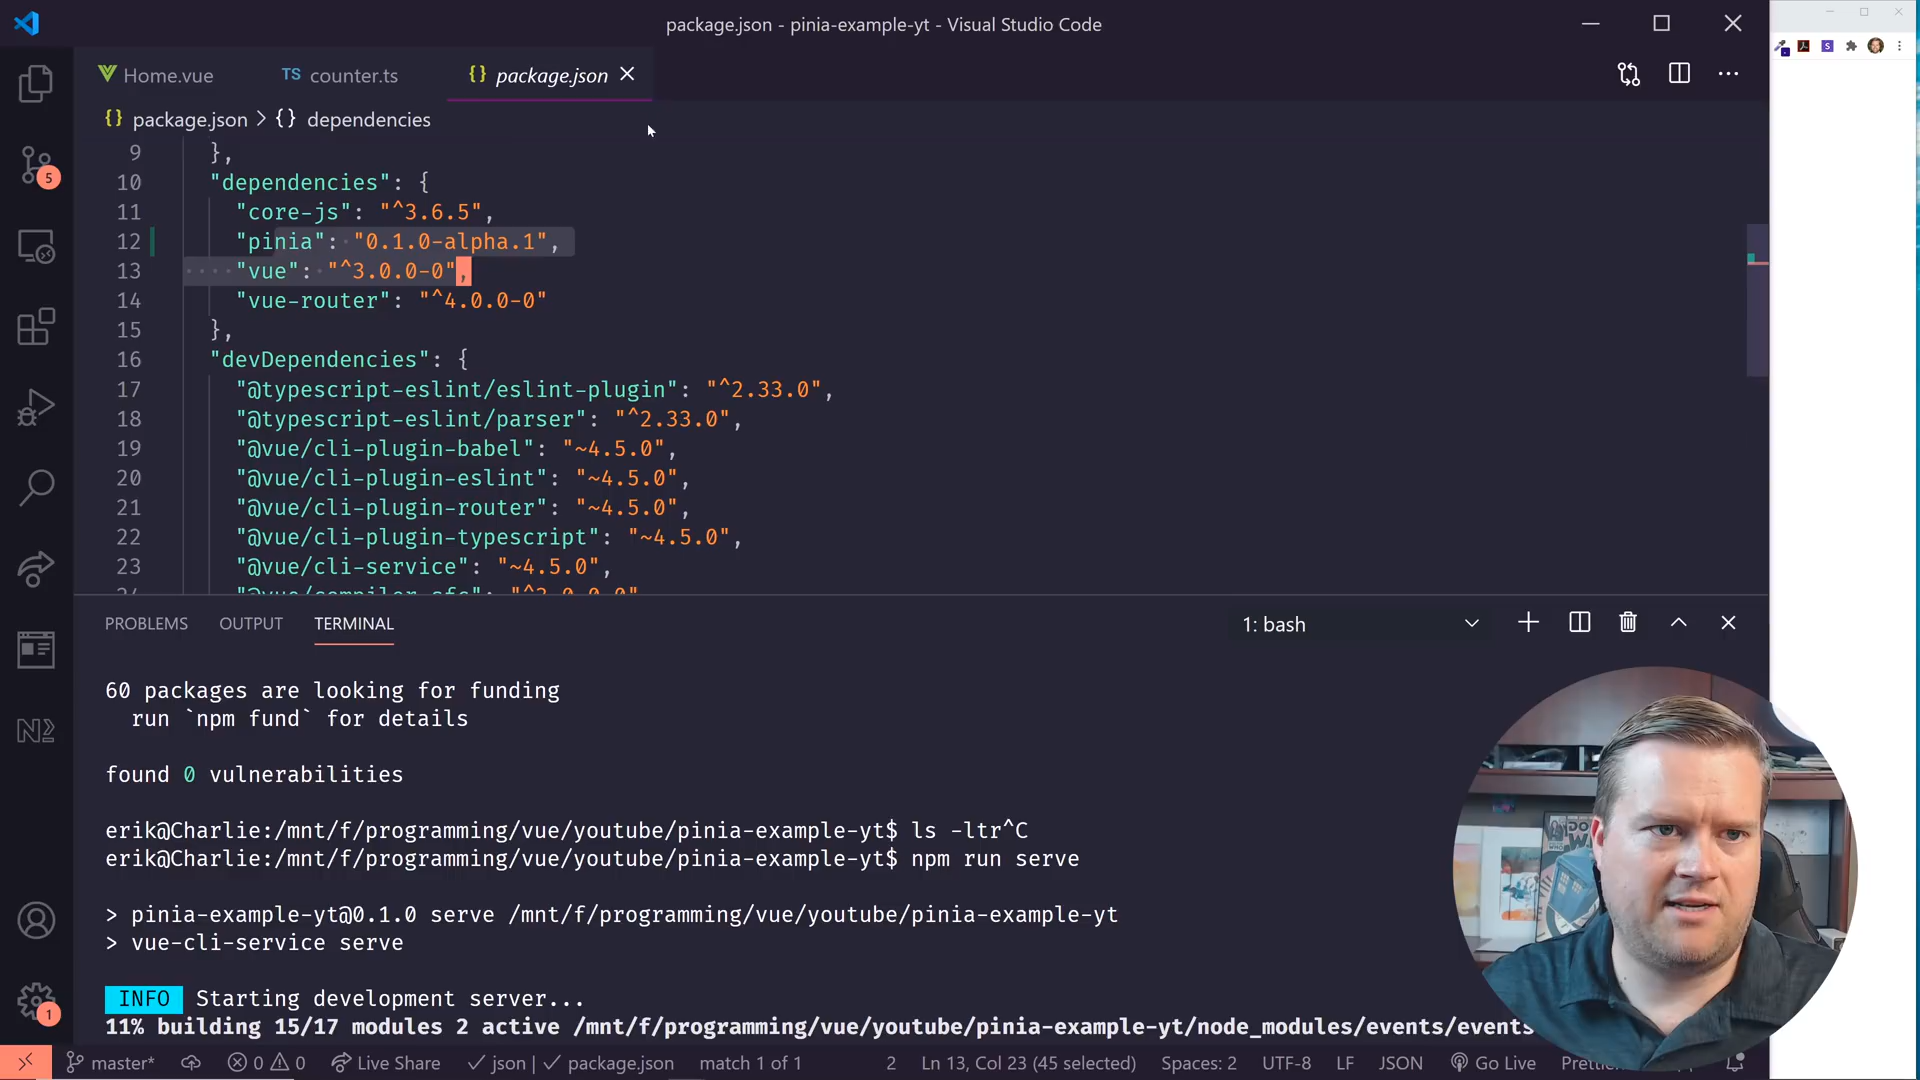 package.json - pinia-example-yt - Visual Studio Code
Home.vue
TS counter.ts
{} package.json
{} package.json > {} dependencies
9 },
10 "dependencies": {
11 "core-js": "^3.6.5",
12 "pinia": "0.1.0-alpha.1",
13 "vue": "^3.0.0-0",
14 "vue-router": "^4.0.0-0"
15 },
16 "devDependencies": {
17 "@typescript-eslint/eslint-plugin": "^2.33.0",
18 "@typescript-eslint/parser": "^2.33.0",
19 "@vue/cli-plugin-babel": "~4.5.0",
20 "@vue/cli-plugin-eslint": "~4.5.0",
21 "@vue/cli-plugin-router": "~4.5.0",
22 "@vue/cli-plugin-typescript": "~4.5.0",
23 "@vue/cli-service": "~4.5.0",
5
PROBLEMS OUTPUT TERMINAL
1: bash
60 packages are looking for funding
run `npm fund` for details
found 0 vulnerabilities
erik@Charlie:/mnt/f/programming/vue/youtube/pinia-example-yt$ ls -ltr^C
erik@Charlie:/mnt/f/programming/vue/youtube/pinia-example-yt$ npm run serve
> pinia-example-yt@0.1.0 serve /mnt/f/programming/vue/youtube/pinia-example-yt
> vue-cli-service serve
INFO Starting development server...
11% building 15/17 modules 2 active /mnt/f/programming/vue/youtube/pinia-example-yt/node_modules/events/events
1
master* 0 0 Live Share json | package.json match 1 of 1 2 Ln 13, Col 23 (45 selected) Spaces: 2 UTF-8 LF JSON Go Live